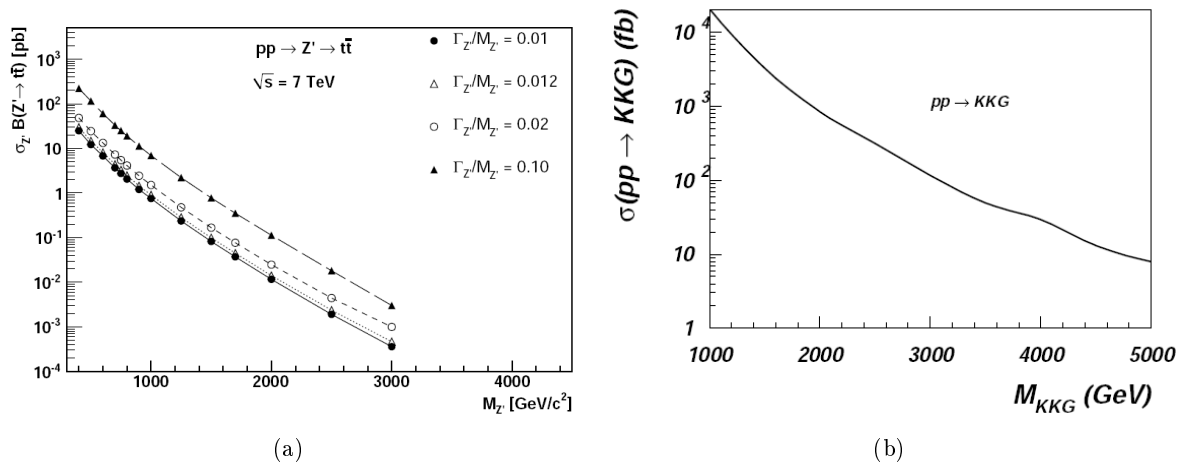 σ_Z' B(Z' → tt̄) [pb]
10³
10²
10
1
10⁻¹
10⁻²
10⁻³
10⁻⁴
pp → Z' → tt̄
√s = 7 TeV
Γ_Z'/M_Z' = 0.01
Γ_Z'/M_Z' = 0.012
Γ_Z'/M_Z' = 0.02
Γ_Z'/M_Z' = 0.10
1000 2000 3000 4000
M_Z' [GeV/c²]
(a)
σ(pp → KKG) (fb)
10⁴
10³
10²
10
1
pp → KKG
1000 2000 3000 4000 5000
M_KKG (GeV)
(b)